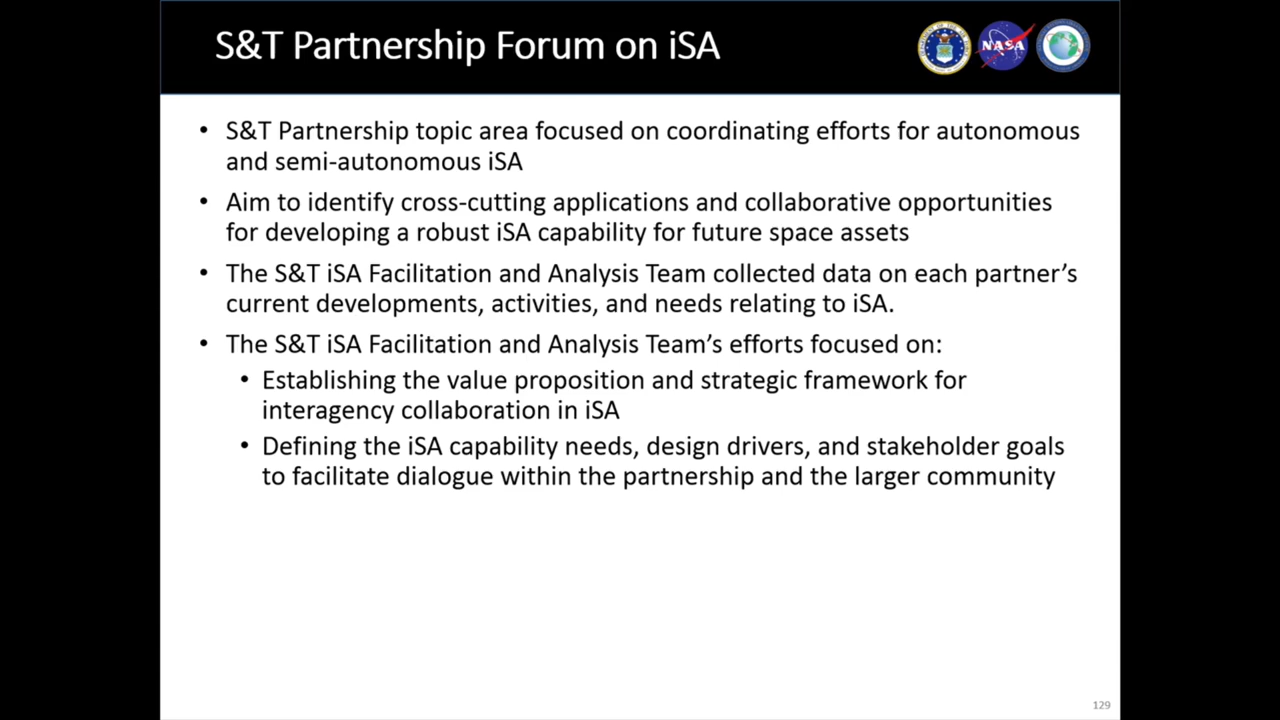 S&T Partnership Forum on iSA
NASA
• S&T Partnership topic area focused on coordinating efforts for autonomous
and semi-autonomous iSA
• Aim to identify cross-cutting applications and collaborative opportunities
for developing a robust iSA capability for future space assets
• The S&T iSA Facilitation and Analysis Team collected data on each partner’s
current developments, activities, and needs relating to iSA.
• The S&T iSA Facilitation and Analysis Team’s efforts focused on:
• Establishing the value proposition and strategic framework for
interagency collaboration in iSA
• Defining the iSA capability needs, design drivers, and stakeholder goals
to facilitate dialogue within the partnership and the larger community
129